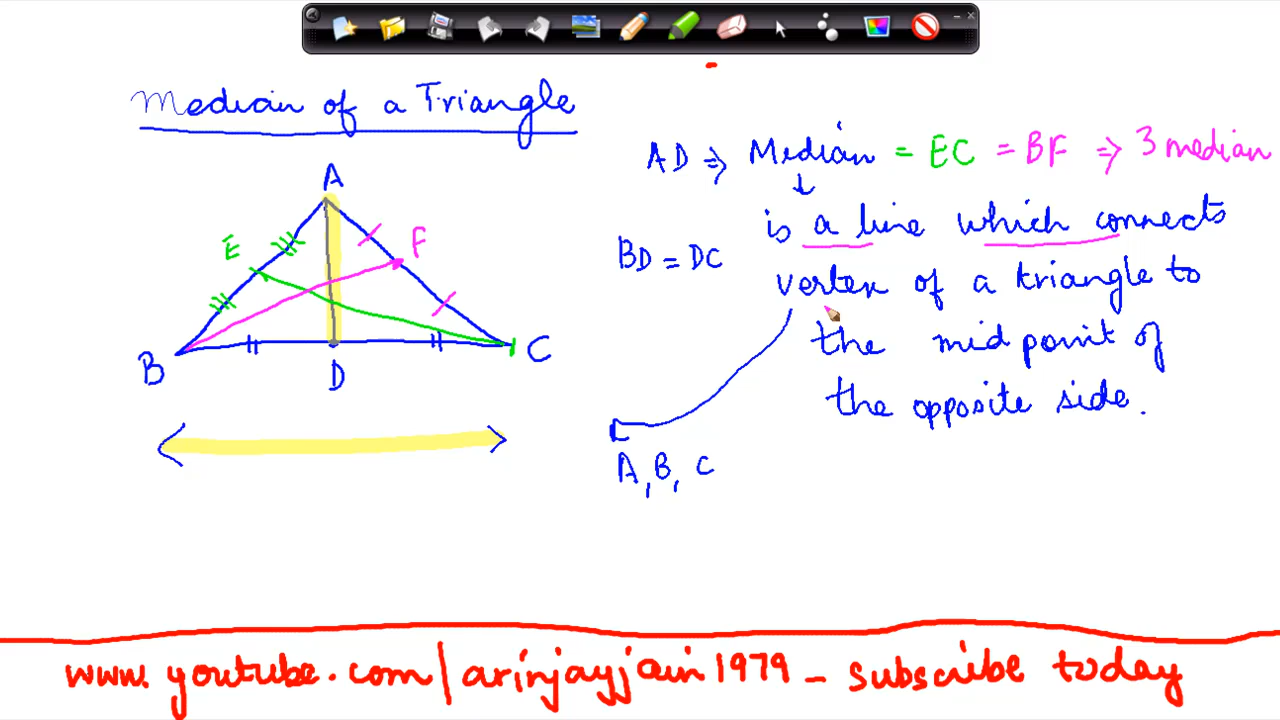 Median of a Triangle
AD ⇒ Median = EC = BF ⇒ 3 median
is a line which connects
BD = DC
vertex of a triangle to
the mid point of
the opposite side.
A
E
F
B
D
C
A, B, C
www.youtube.com/arinjayjain1979 - subscribe today